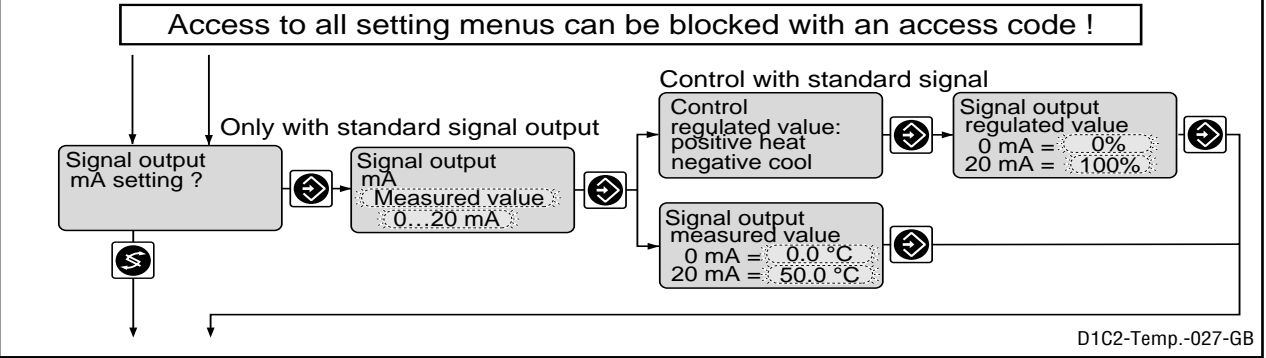 Access to all setting menus can be blocked with an access code !
Control with standard signal
Only with standard signal output
Signal output
mA setting ?
Signal output
mA
Measured value
0...20 mA
Control
regulated value:
positive heat
negative cool
Signal output
regulated value
0 mA = 0%
20 mA = 100%
Signal output
measured value
0 mA = 0.0 °C
20 mA = 50.0 °C
D1C2-Temp.-027-GB